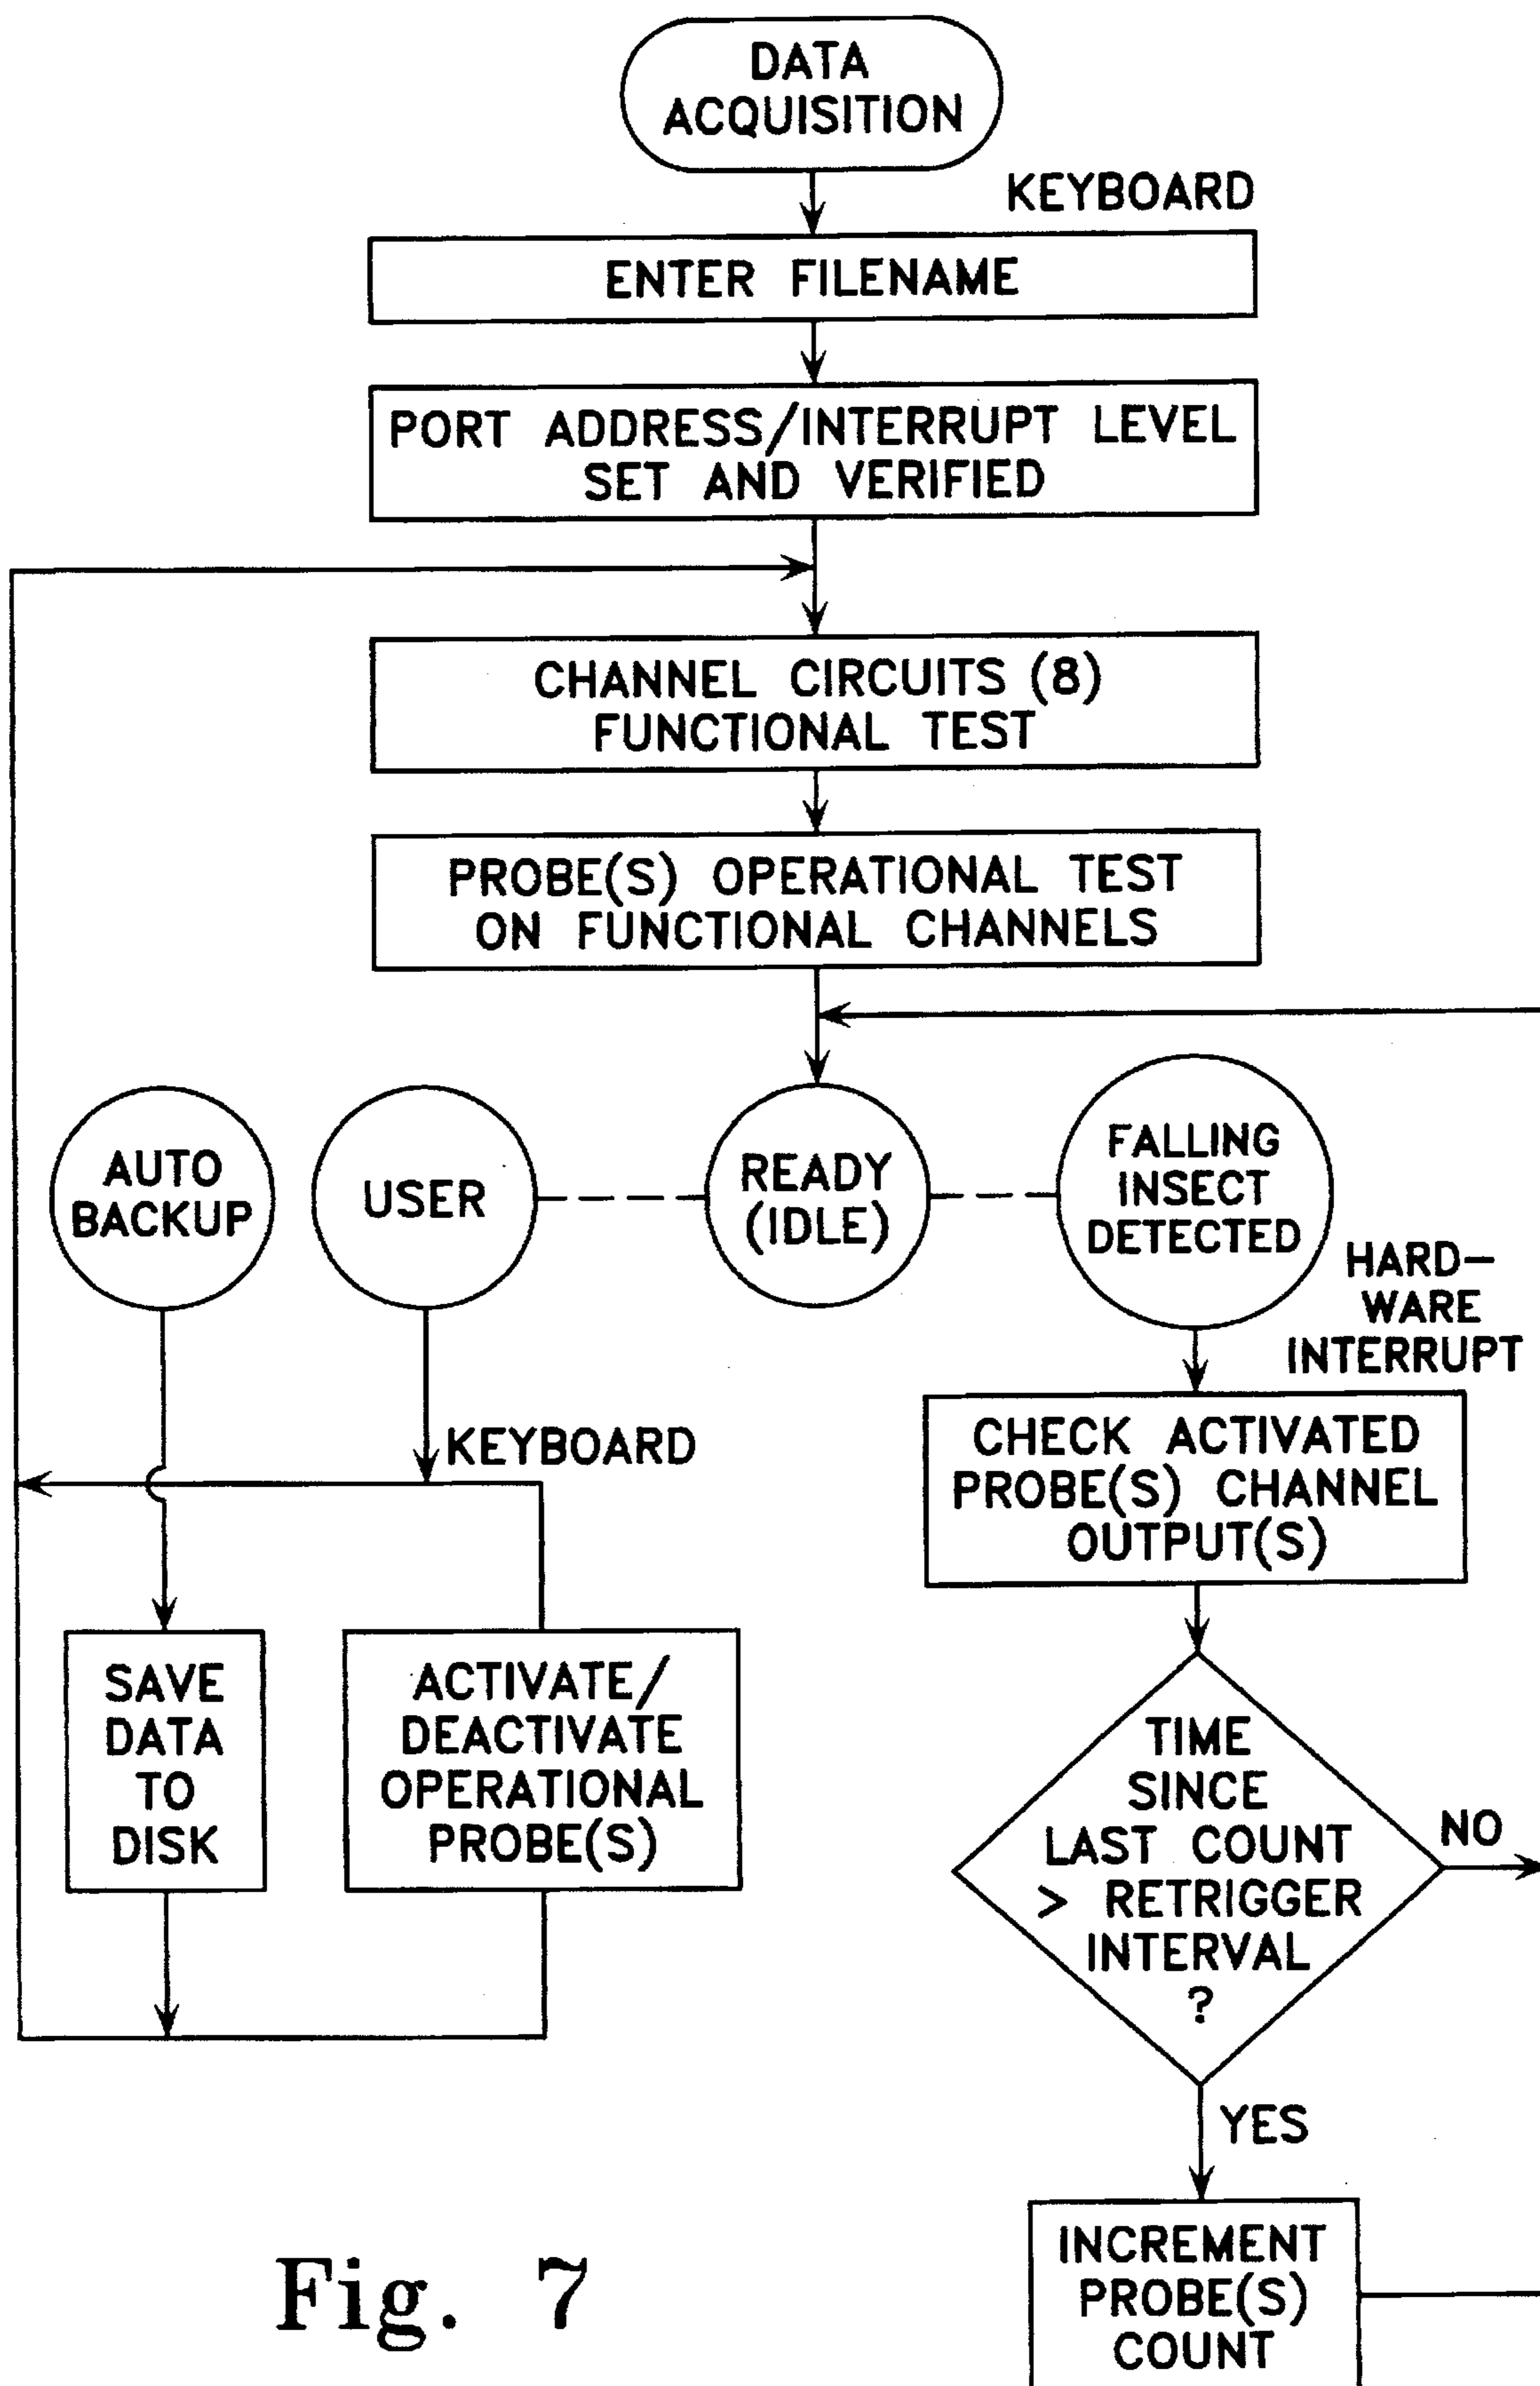 DATA
ACQUISITION
KEYBOARD
ENTER FILENAME
PORT ADDRESS/INTERRUPT LEVEL
SET AND VERIFIED
CHANNEL CIRCUITS (8)
FUNCTIONAL TEST
PROBE(S) OPERATIONAL TEST
ON FUNCTIONAL CHANNELS
AUTO
BACKUP
USER
READY
(IDLE)
FALLING
INSECT
DETECTED
HARD-
WARE
INTERRUPT
KEYBOARD
CHECK ACTIVATED
PROBE(S) CHANNEL
OUTPUT(S)
SAVE
DATA
TO
DISK
ACTIVATE/
DEACTIVATE
OPERATIONAL
PROBE(S)
TIME
SINCE
LAST COUNT
> RETRIGGER
INTERVAL
?
NO
YES
INCREMENT
PROBE(S)
COUNT
Fig. 7